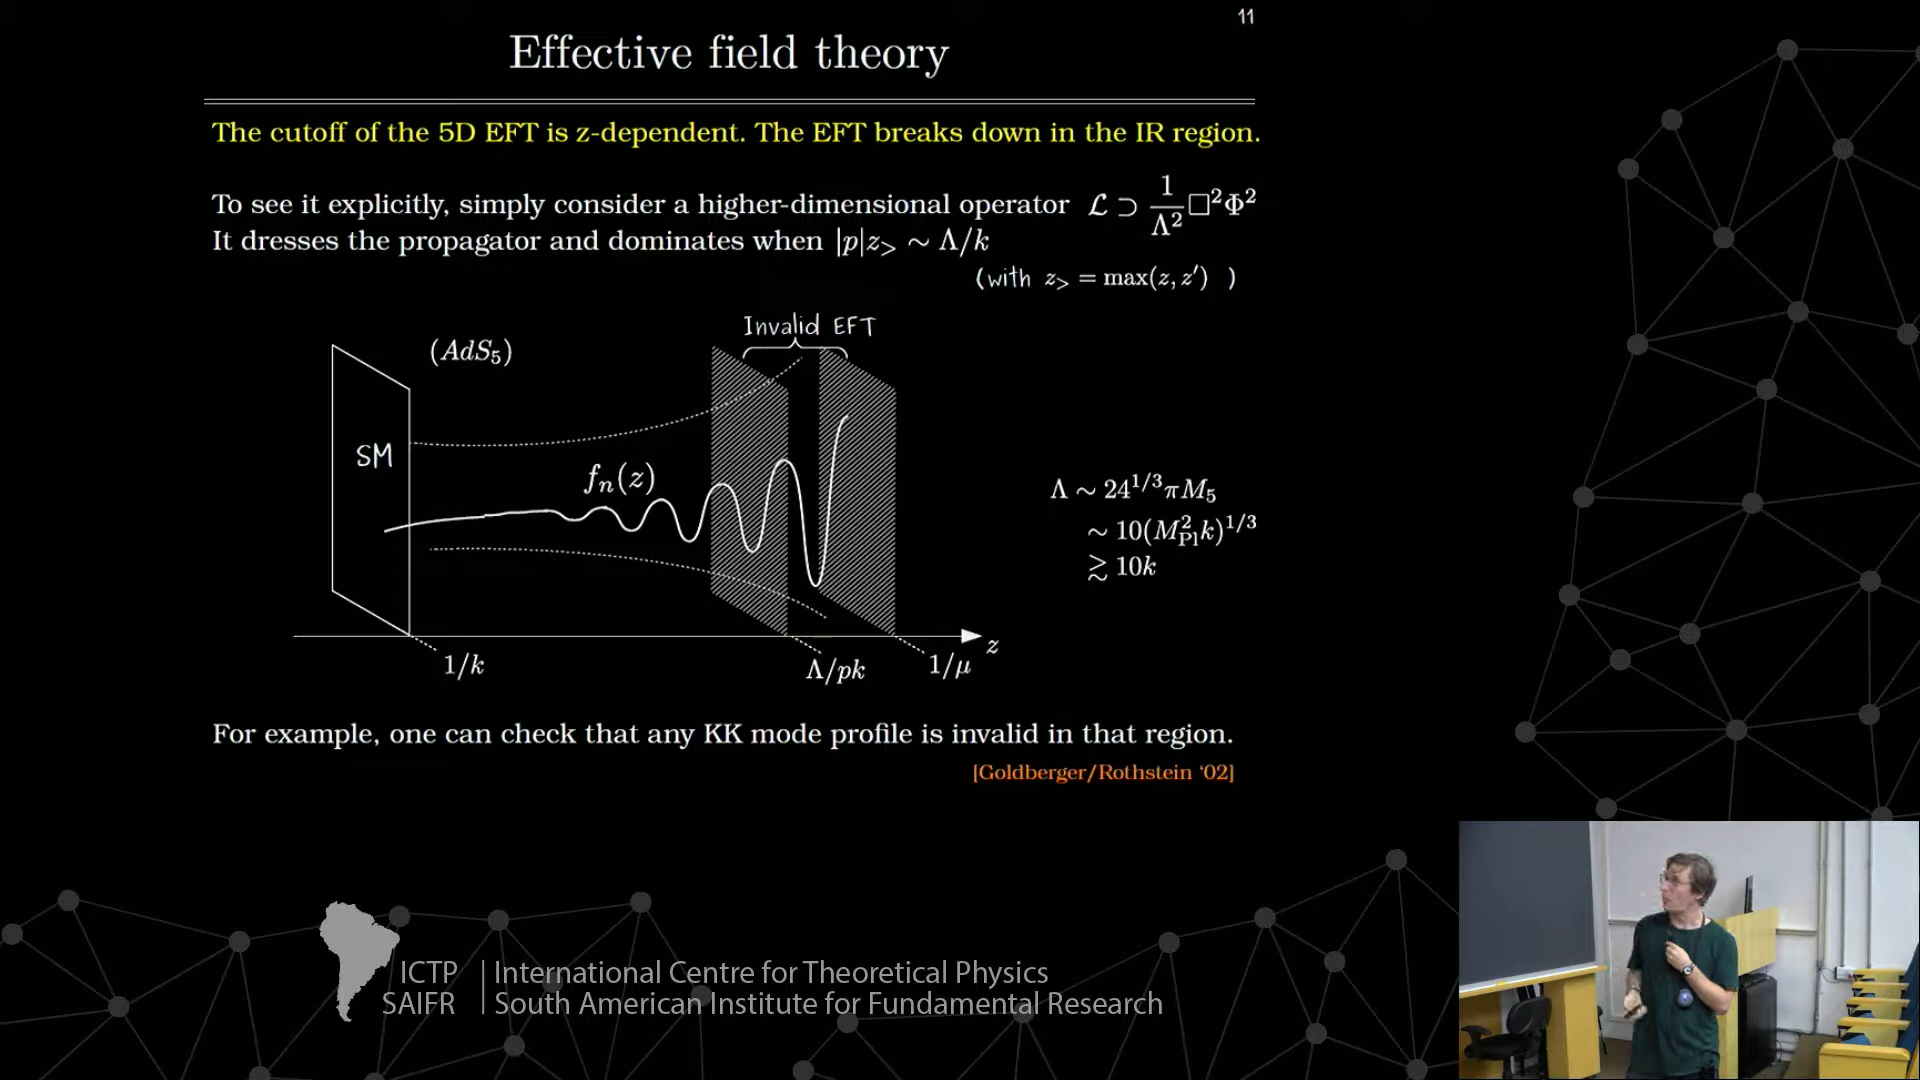 11
Effective field theory
The cutoff of the 5D EFT is z-dependent. The EFT breaks down in the IR region.
To see it explicitly, simply consider a higher-dimensional operator ℒ ⊃ 1/Λ² □²Φ²
It dresses the propagator and dominates when |p|z_> ∼ Λ/k
(with z_> = max(z, z′) )
Invalid EFT
(AdS₅)
SM
fₙ(z)
Λ ∼ 24^{1/3}πM₅
∼ 10(M²_{Pl}k)^{1/3}
≳ 10k
z
1/k
Λ/pk
1/μ
For example, one can check that any KK mode profile is invalid in that region.
[Goldberger/Rothstein ‘02]
ICTP | International Centre for Theoretical Physics
SAIFR | South American Institute for Fundamental Research